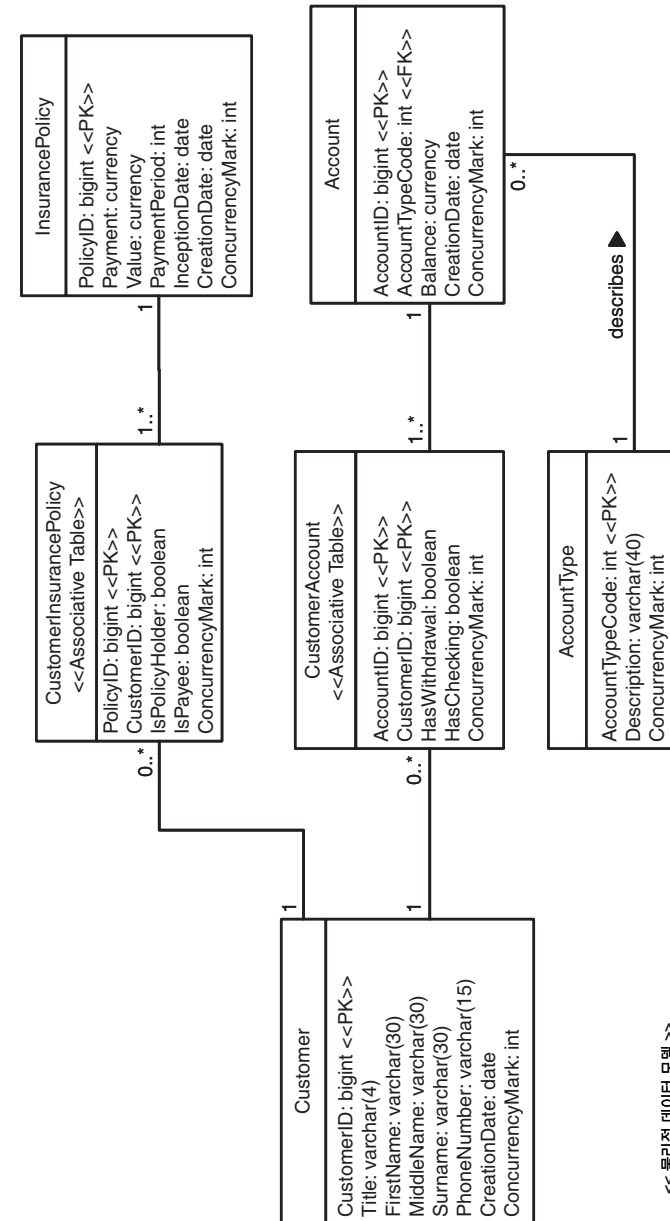 InsurancePolicy
PolicyID: bigint <<PK>>
Payment: currency
Value: currency
PaymentPeriod: int
InceptionDate: date
CreationDate: date
ConcurrencyMark: int
1
1..*
CustomerInsurancePolicy
<<Associative Table>>
PolicyID: bigint <<PK>>
CustomerID: bigint <<PK>>
IsPolicyHolder: boolean
IsPayee: boolean
ConcurrencyMark: int
0..*
1
Account
AccountID: bigint <<PK>>
AccountTypeCode: int <<FK>>
Balance: currency
CreationDate: date
ConcurrencyMark: int
0..*
1
1..*
CustomerAccount
<<Associative Table>>
AccountID: bigint <<PK>>
CustomerID: bigint <<PK>>
HasWithdrawal: boolean
HasChecking: boolean
ConcurrencyMark: int
0..*
1
describes ▶
1
AccountType
AccountTypeCode: int <<PK>>
Description: varchar(40)
ConcurrencyMark: int
Customer
CustomerID: bigint <<PK>>
Title: varchar(4)
FirstName: varchar(30)
MiddleName: varchar(30)
Surname: varchar(30)
PhoneNumber: varchar(15)
CreationDate: date
ConcurrencyMark: int
<< 물리적 데이터 모델 >>